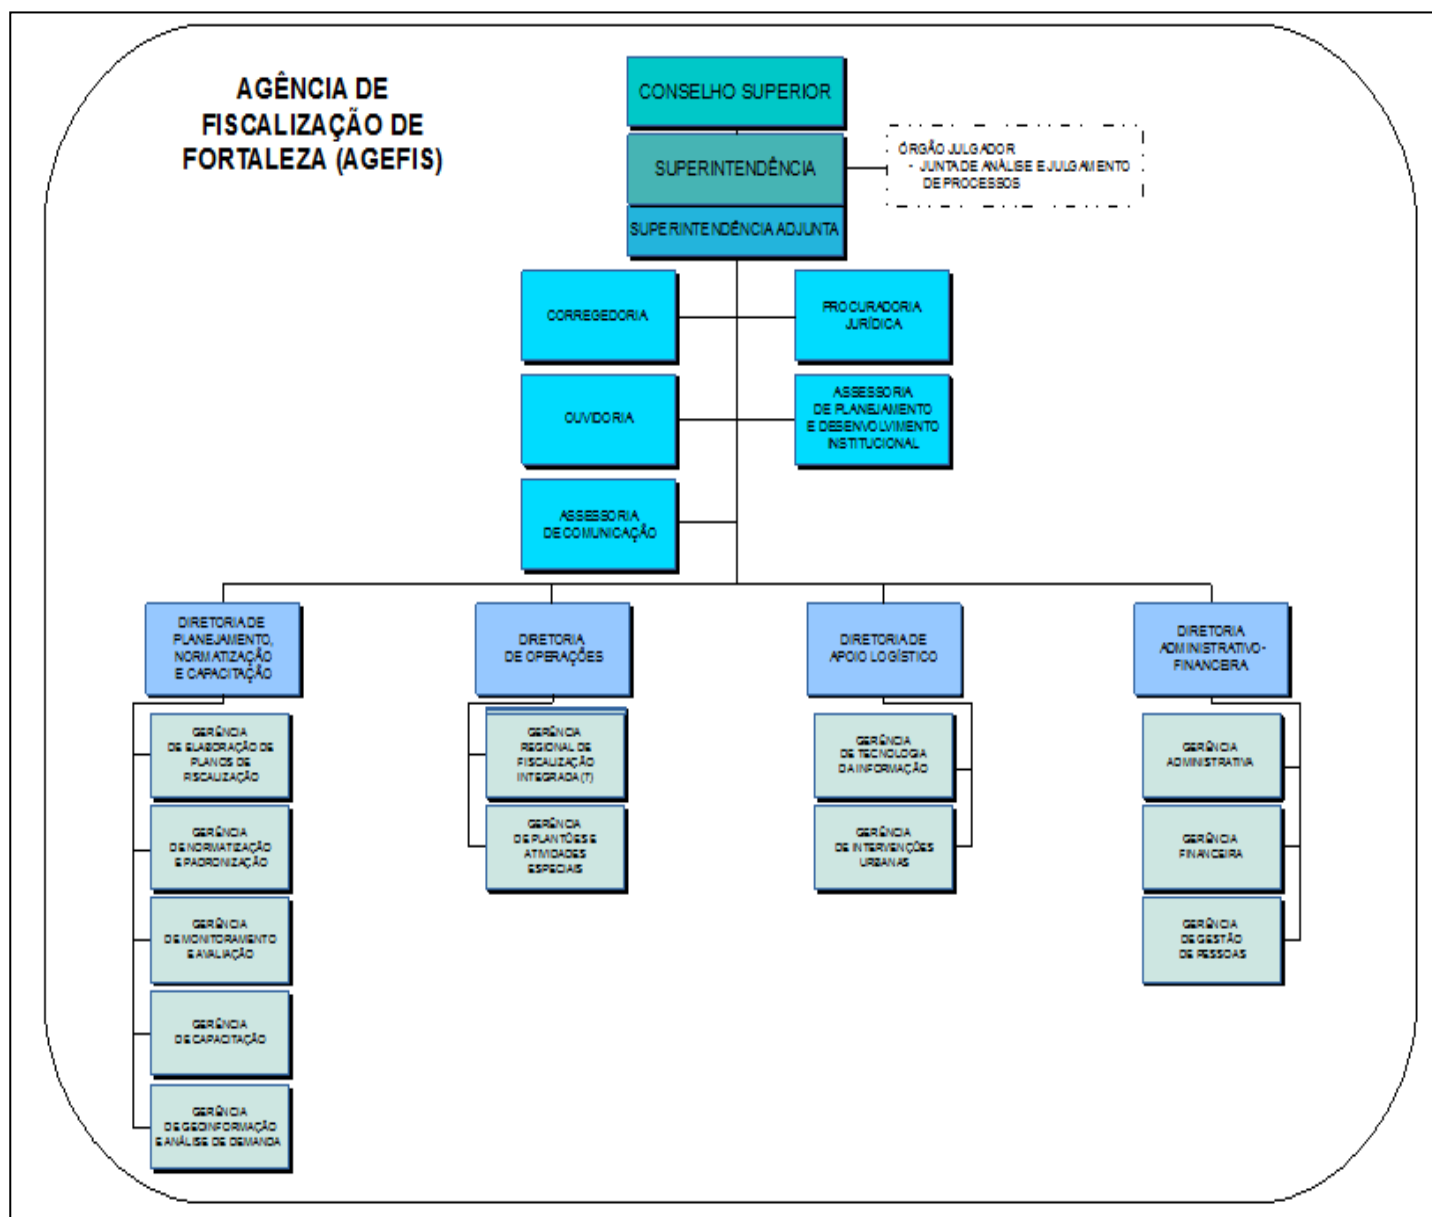 AGÊNCIA DE
FISCALIZAÇÃO DE
FORTALEZA (AGEFIS)
CONSELHO SUPERIOR
SUPERINTENDÊNCIA
SUPERINTENDÊNCIA ADJUNTA
ÓRGÃO JULGADOR
- JUNTA DE ANÁLISE E JULGAMENTO
DE PROCESSOS
CORREGEDORIA
PROCURADORIA
JURÍDICA
OUVIDORIA
ASSESSORIA
DE PLANEJAMENTO
E DESENVOLVIMENTO
INSTITUCIONAL
ASSESSORIA
DE COMUNICAÇÃO
DIRETORIA DE
PLANEJAMENTO,
NORMATIZAÇÃO
E CAPACITAÇÃO
DIRETORIA
DE OPERAÇÕES
DIRETORIA DE
APOIO LOGÍSTICO
DIRETORIA
ADMINISTRATIVO-
FINANCEIRA
GERÊNCIA
DE ELABORAÇÃO DE
PLANOS DE
FISCALIZAÇÃO
GERÊNCIA
DE NORMATIZAÇÃO
E PADRONIZAÇÃO
GERÊNCIA
DE MONITORAMENTO
E AVALIAÇÃO
GERÊNCIA
DE CAPACITAÇÃO
GERÊNCIA
DE GEOINFORMAÇÃO
E ANÁLISE DE DEMANDA
GERÊNCIA
REGIONAL DE
FISCALIZAÇÃO
INTEGRADA (7)
GERÊNCIA
DE PLANTÕES E
ATIVIDADES
ESPECIAIS
GERÊNCIA
DE TECNOLOGIA
DA INFORMAÇÃO
GERÊNCIA
DE INTERVENÇÕES
URBANAS
GERÊNCIA
ADMINISTRATIVA
GERÊNCIA
FINANCEIRA
GERÊNCIA
DE GESTÃO
DE PESSOAS